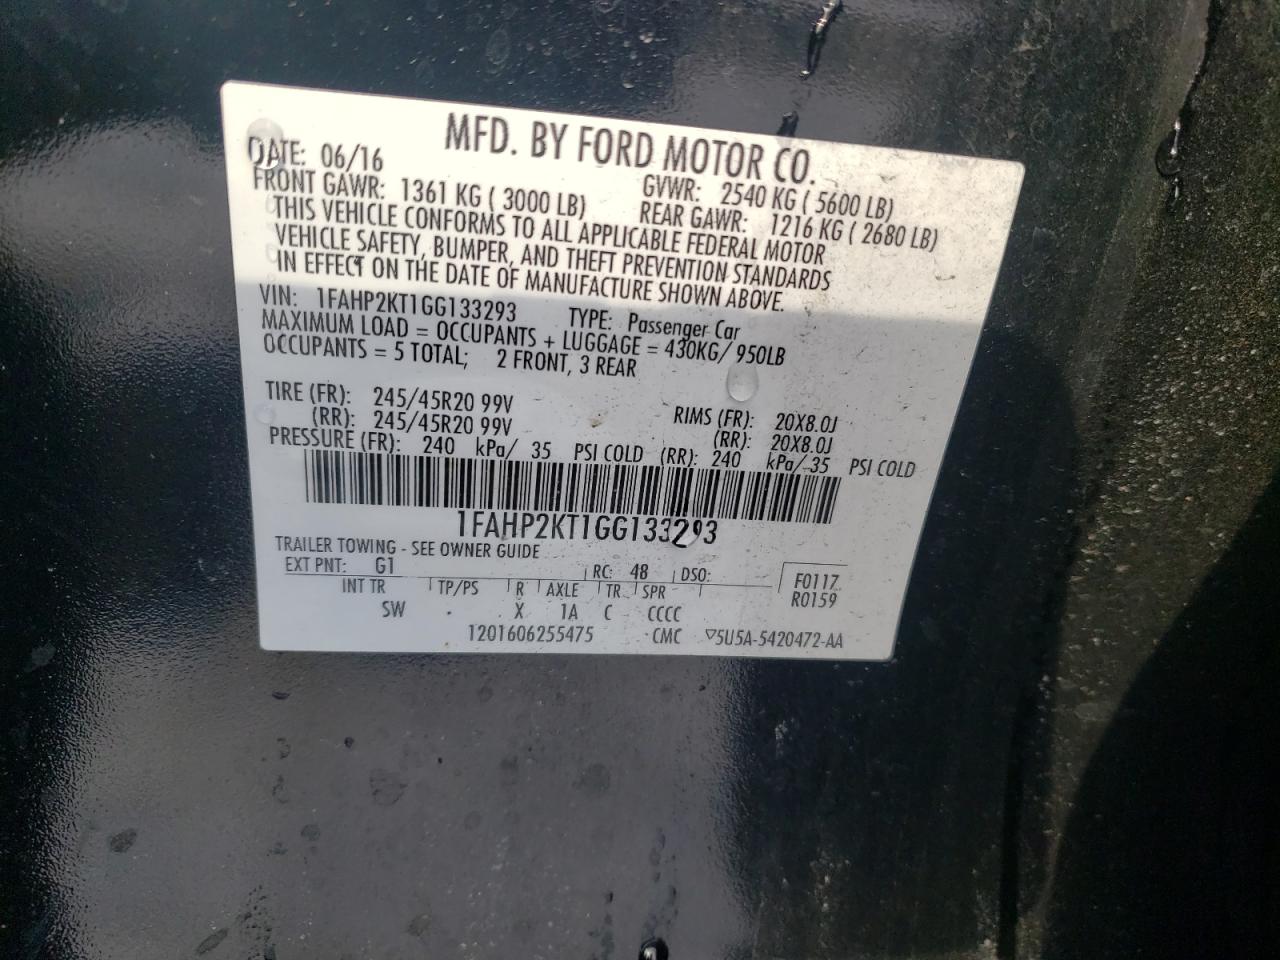 MFD. BY FORD MOTOR CO.
DATE: 06/16 GVWR: 2540 KG ( 5600 LB)
FRONT GAWR: 1361 KG ( 3000 LB) REAR GAWR: 1216 KG ( 2680 LB)
THIS VEHICLE CONFORMS TO ALL APPLICABLE FEDERAL MOTOR
VEHICLE SAFETY, BUMPER, AND THEFT PREVENTION STANDARDS
IN EFFECT ON THE DATE OF MANUFACTURE SHOWN ABOVE.
VIN: 1FAHP2KT1GG133293 TYPE: Passenger Car
MAXIMUM LOAD = OCCUPANTS + LUGGAGE = 430KG/ 950LB
OCCUPANTS = 5 TOTAL; 2 FRONT, 3 REAR
TIRE (FR): 245/45R20 99V RIMS (FR): 20X8.0J
(RR): 245/45R20 99V (RR): 20X8.0J
PRESSURE (FR): 240 kPa/ 35 PSI COLD (RR): 240 kPa/ 35 PSI COLD
1FAHP2KT1GG133293
TRAILER TOWING - SEE OWNER GUIDE
EXT PNT: G1 RC: 48 DSO: F0117
INT TR TP/PS R AXLE TR SPR R0159
SW X 1A C CCCC
1201606255475 CMC ▽5U5A-5420472-AA